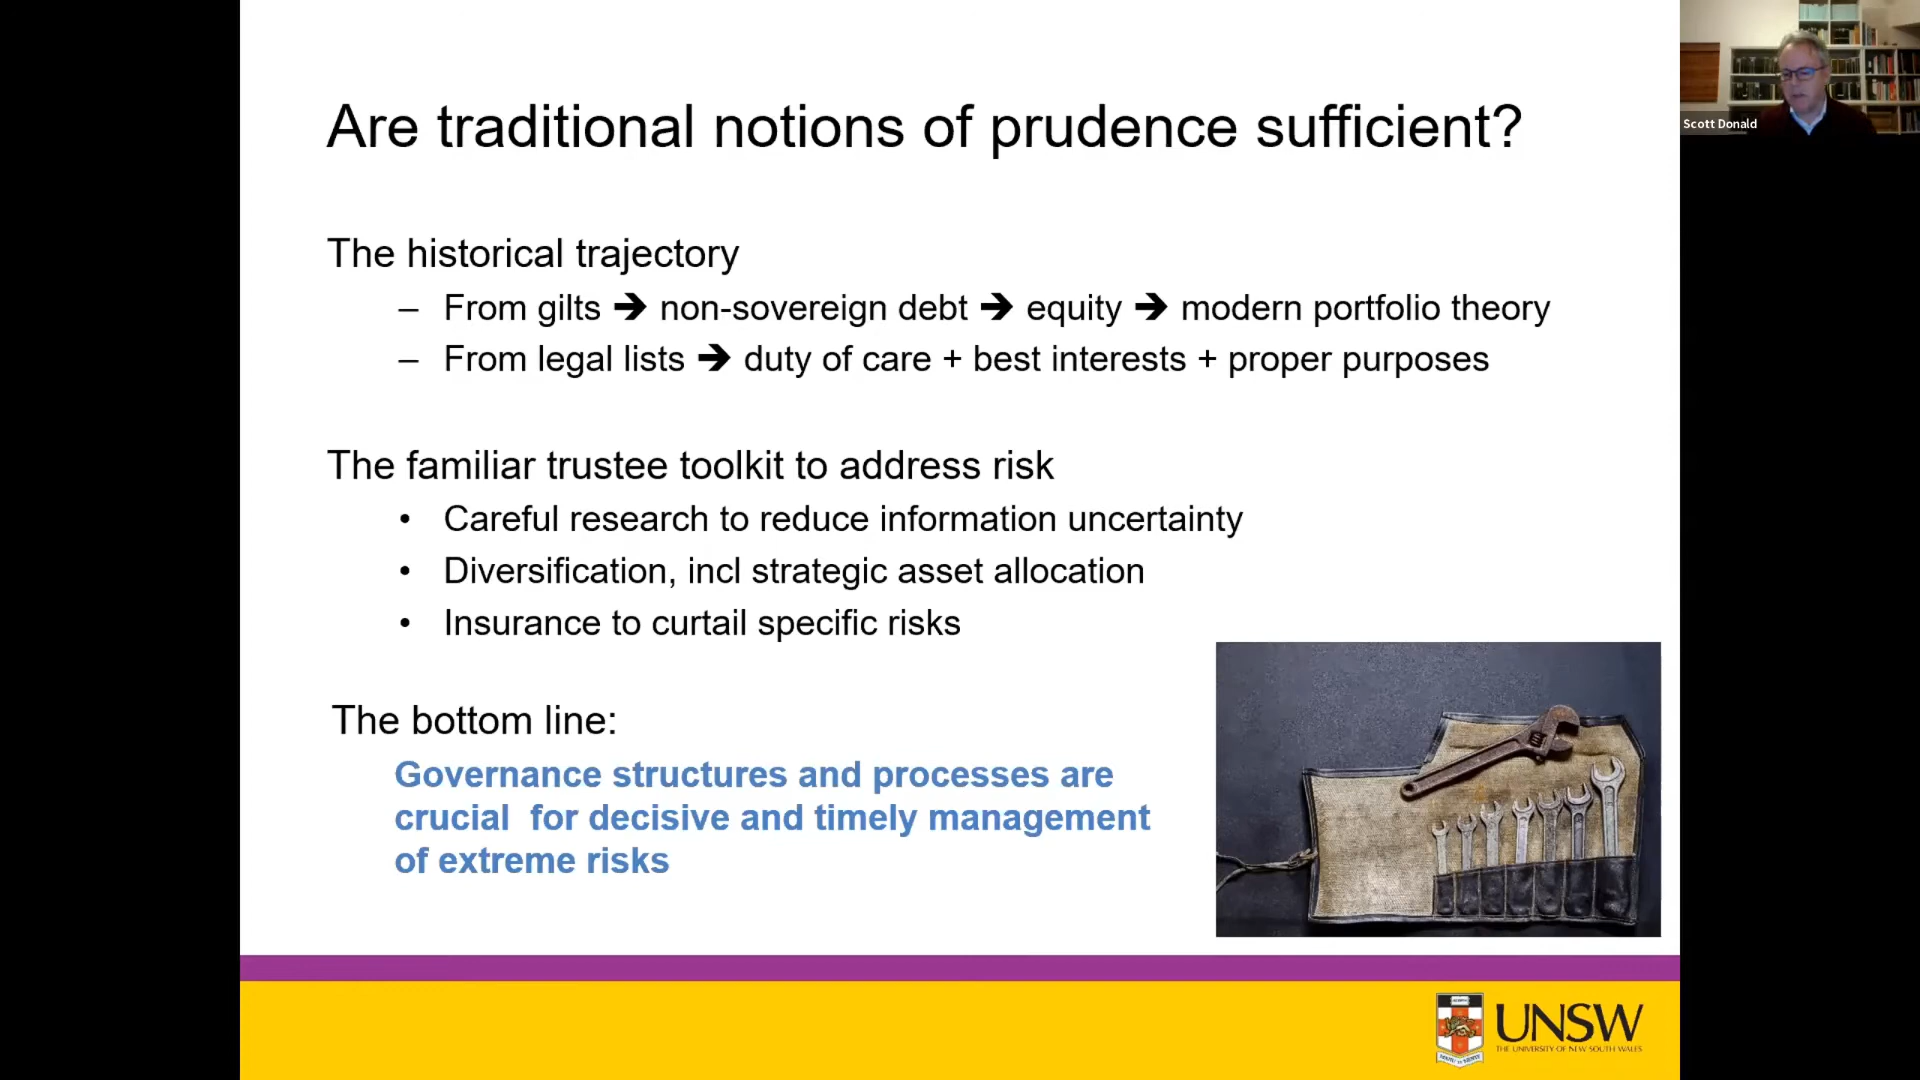 Are traditional notions of prudence sufficient?
Scott Donald
The historical trajectory
– From gilts ➔ non-sovereign debt ➔ equity ➔ modern portfolio theory
– From legal lists ➔ duty of care + best interests + proper purposes
The familiar trustee toolkit to address risk
• Careful research to reduce information uncertainty
• Diversification, incl strategic asset allocation
• Insurance to curtail specific risks
The bottom line:
Governance structures and processes are
crucial for decisive and timely management
of extreme risks
UNSW
THE UNIVERSITY OF NEW SOUTH WALES